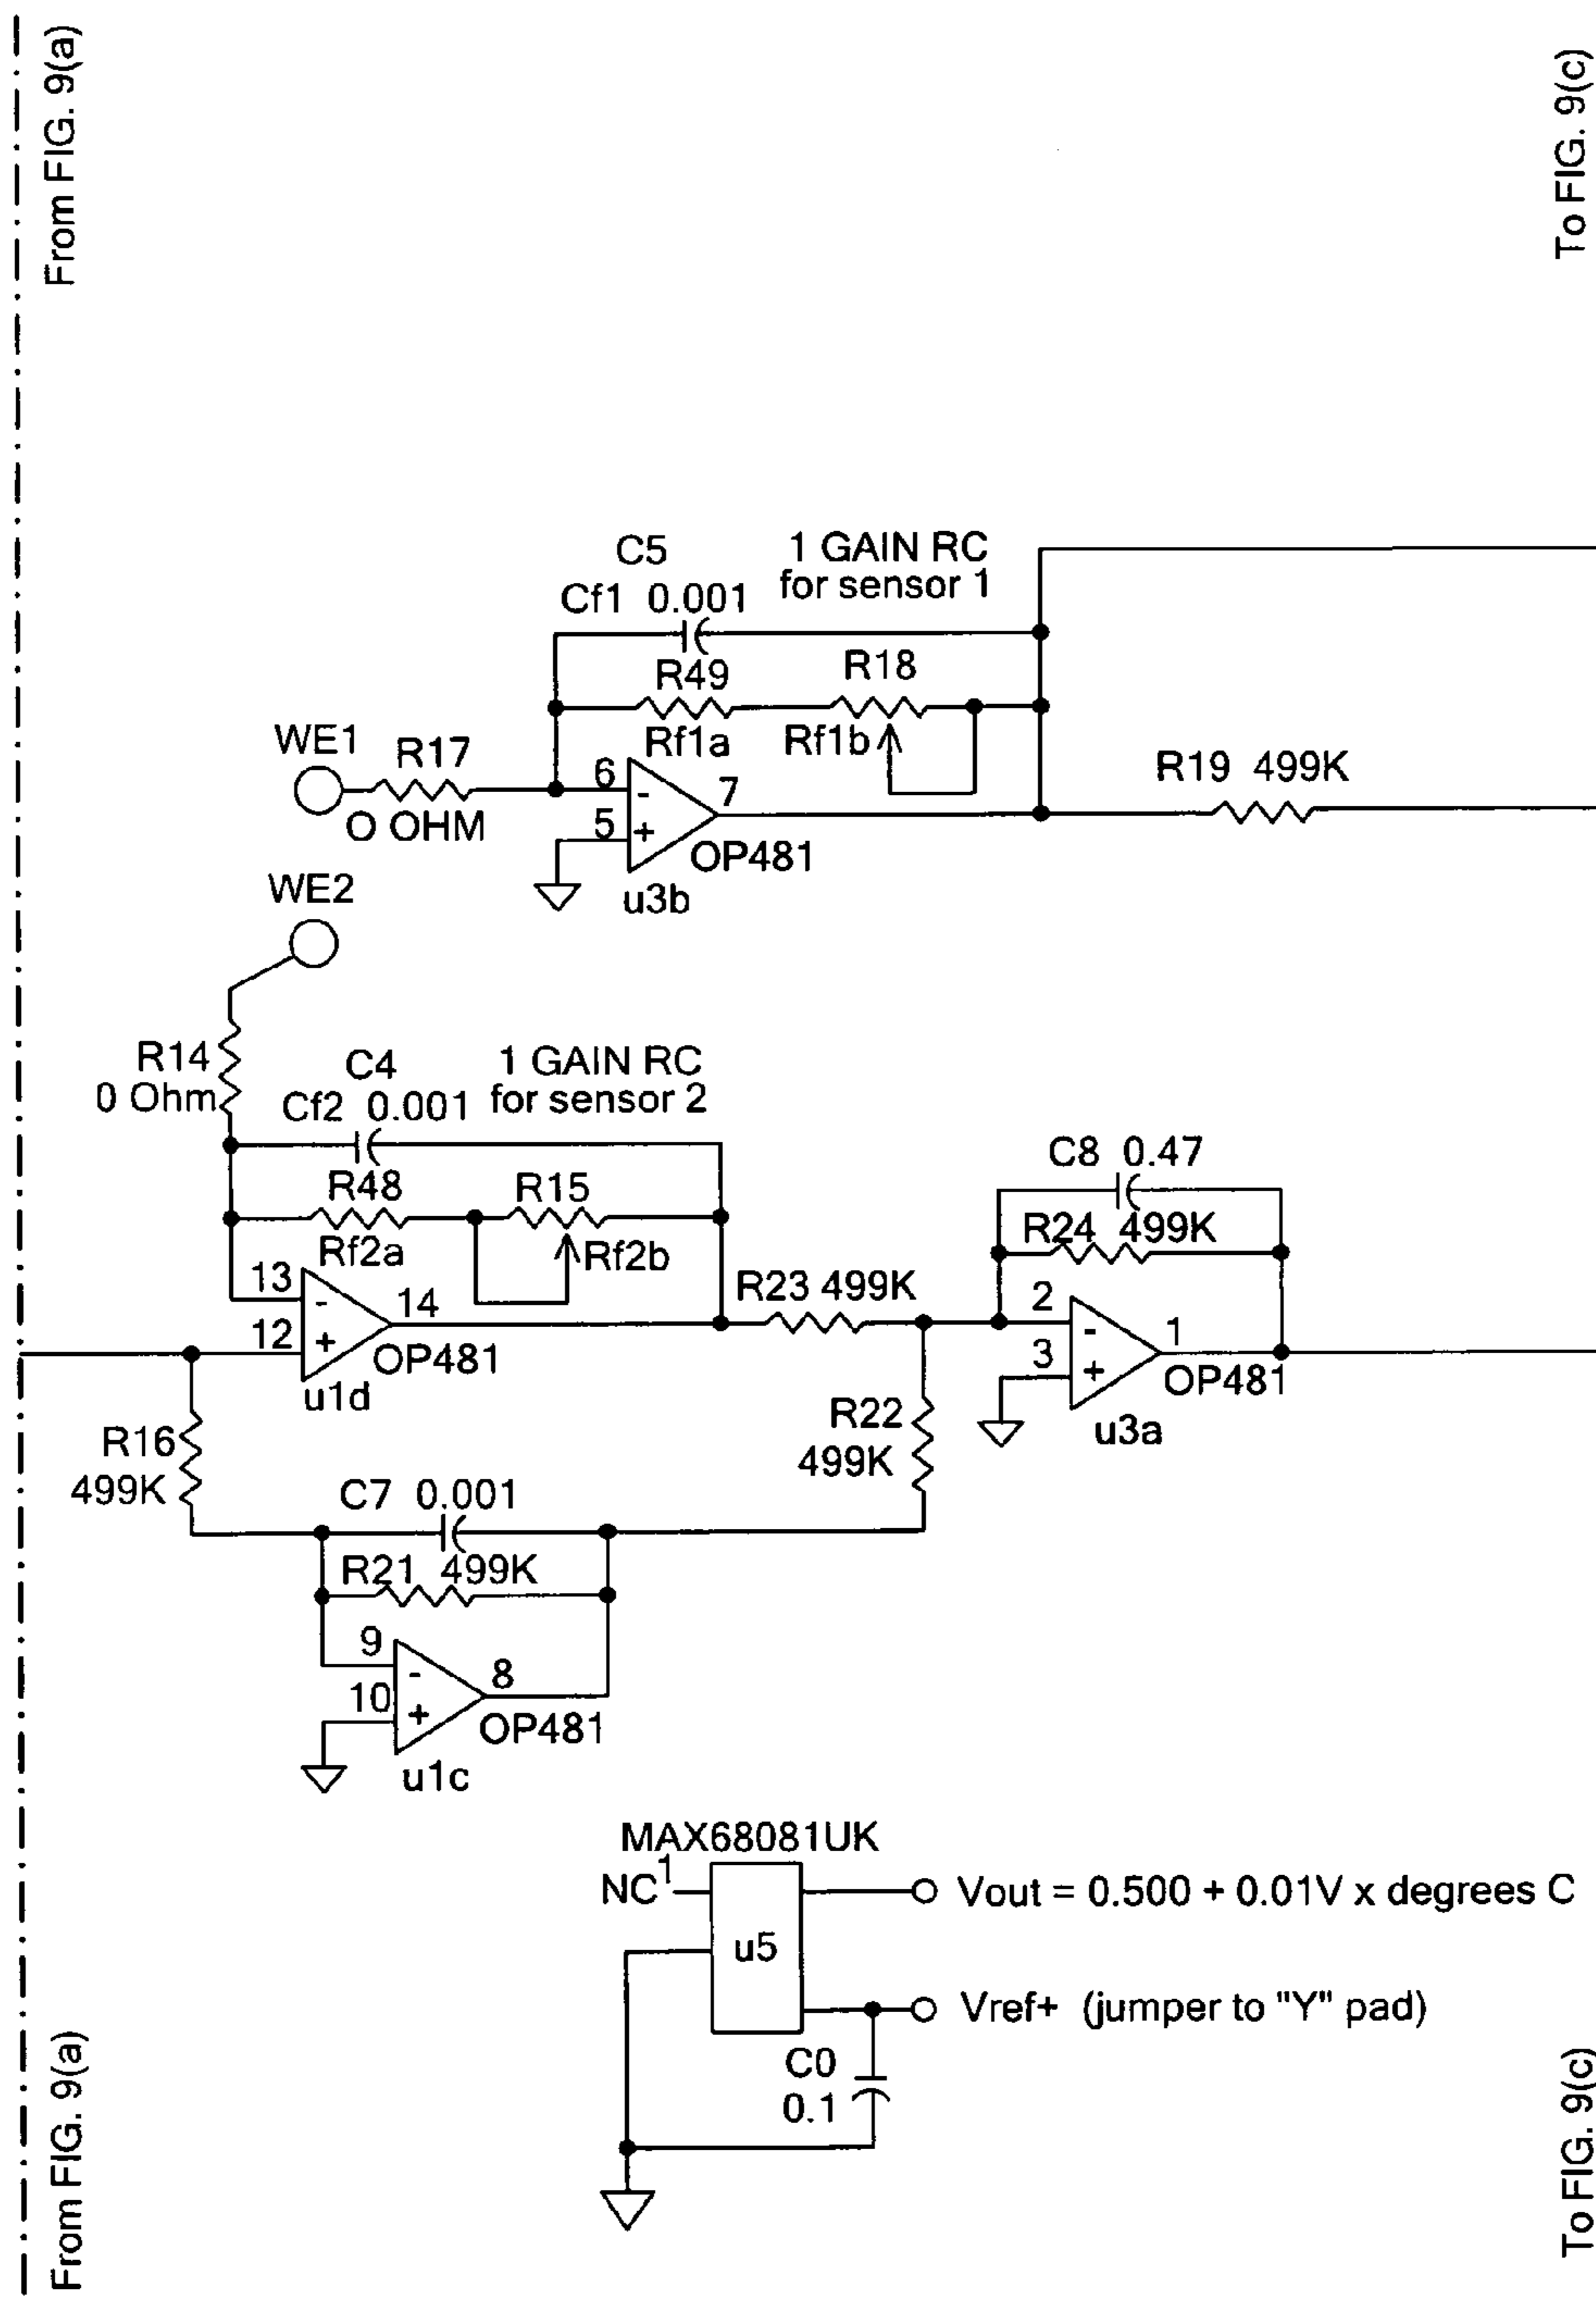 From FIG. 9(a)
To FIG. 9(c)
C5
1 GAIN RC
for sensor 1
Cf1 0.001
R49
R18
Rf1a
Rf1b
WE1
R17
O OHM
6
5
7
-
+
OP481
u3b
R19 499K
WE2
R14
0 Ohm
C4
1 GAIN RC
for sensor 2
Cf2 0.001
R48
R15
Rf2a
Rf2b
13
12
14
-
+
OP481
u1d
R23 499K
C8 0.47
R24 499K
2
3
1
-
+
OP481
u3a
R22
499K
R16
499K
C7 0.001
R21 499K
9
10
8
-
+
OP481
u1c
MAX68081UK
NC 1
u5
Vout = 0.500 + 0.01V x degrees C
Vref+ (jumper to "Y" pad)
C0
0.1
From FIG. 9(a)
To FIG. 9(c)